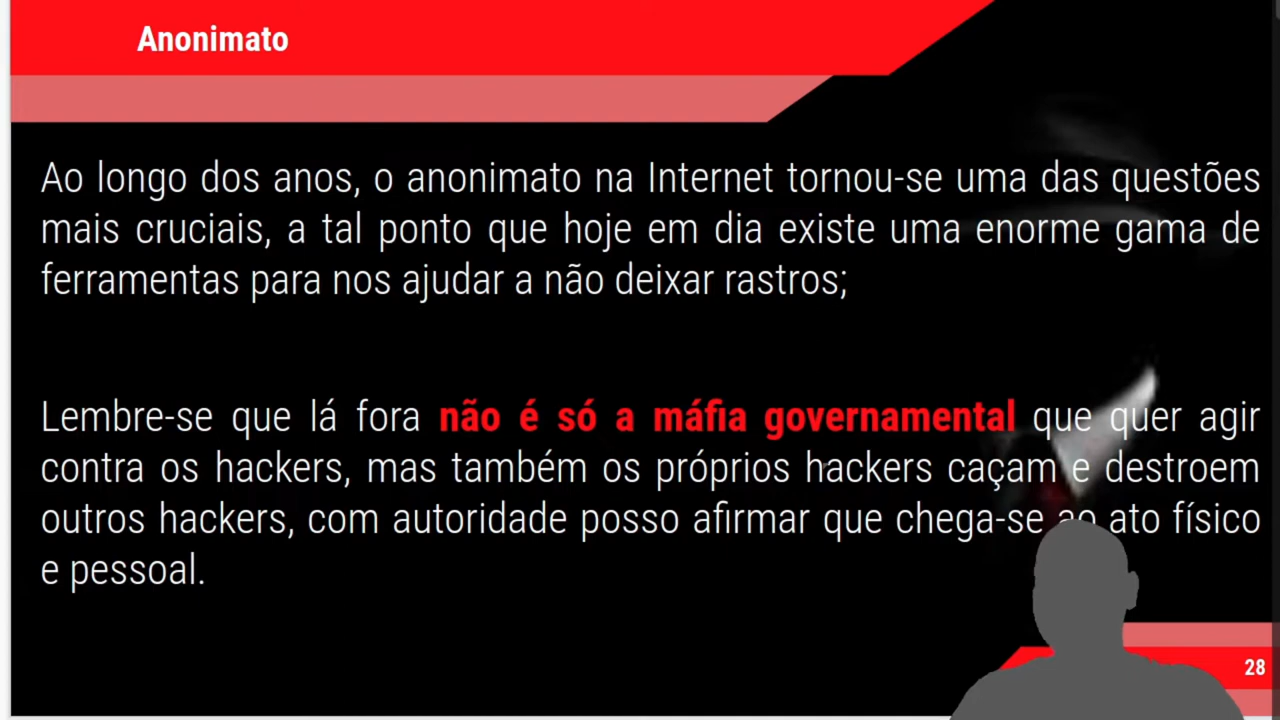 Anonimato
Ao longo dos anos, o anonimato na Internet tornou-se uma das questões
mais cruciais, a tal ponto que hoje em dia existe uma enorme gama de
ferramentas para nos ajudar a não deixar rastros;
Lembre-se que lá fora não é só a máfia governamental que quer agir
contra os hackers, mas também os próprios hackers caçam e destroem
outros hackers, com autoridade posso afirmar que chega-se ao ato físico
e pessoal.
28